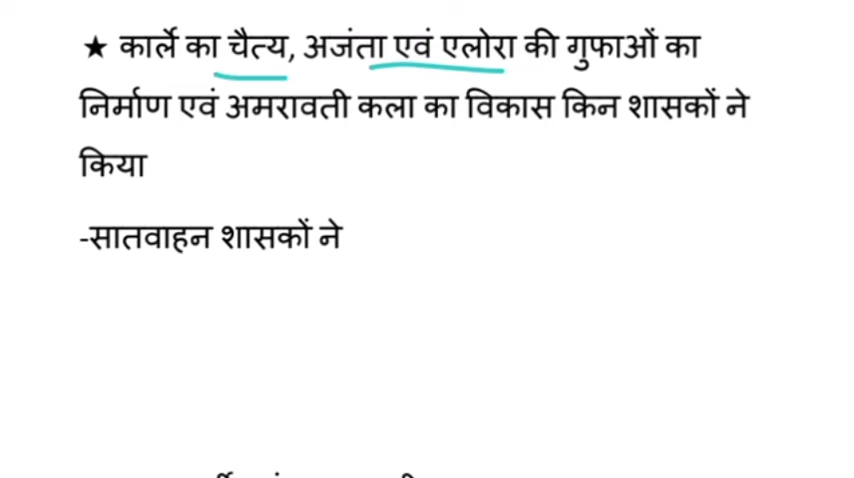 ★ कार्ले का चैत्य, अजंता एवं एलोरा की गुफाओं का
निर्माण एवं अमरावती कला का विकास किन शासकों ने
किया
-सातवाहन शासकों ने